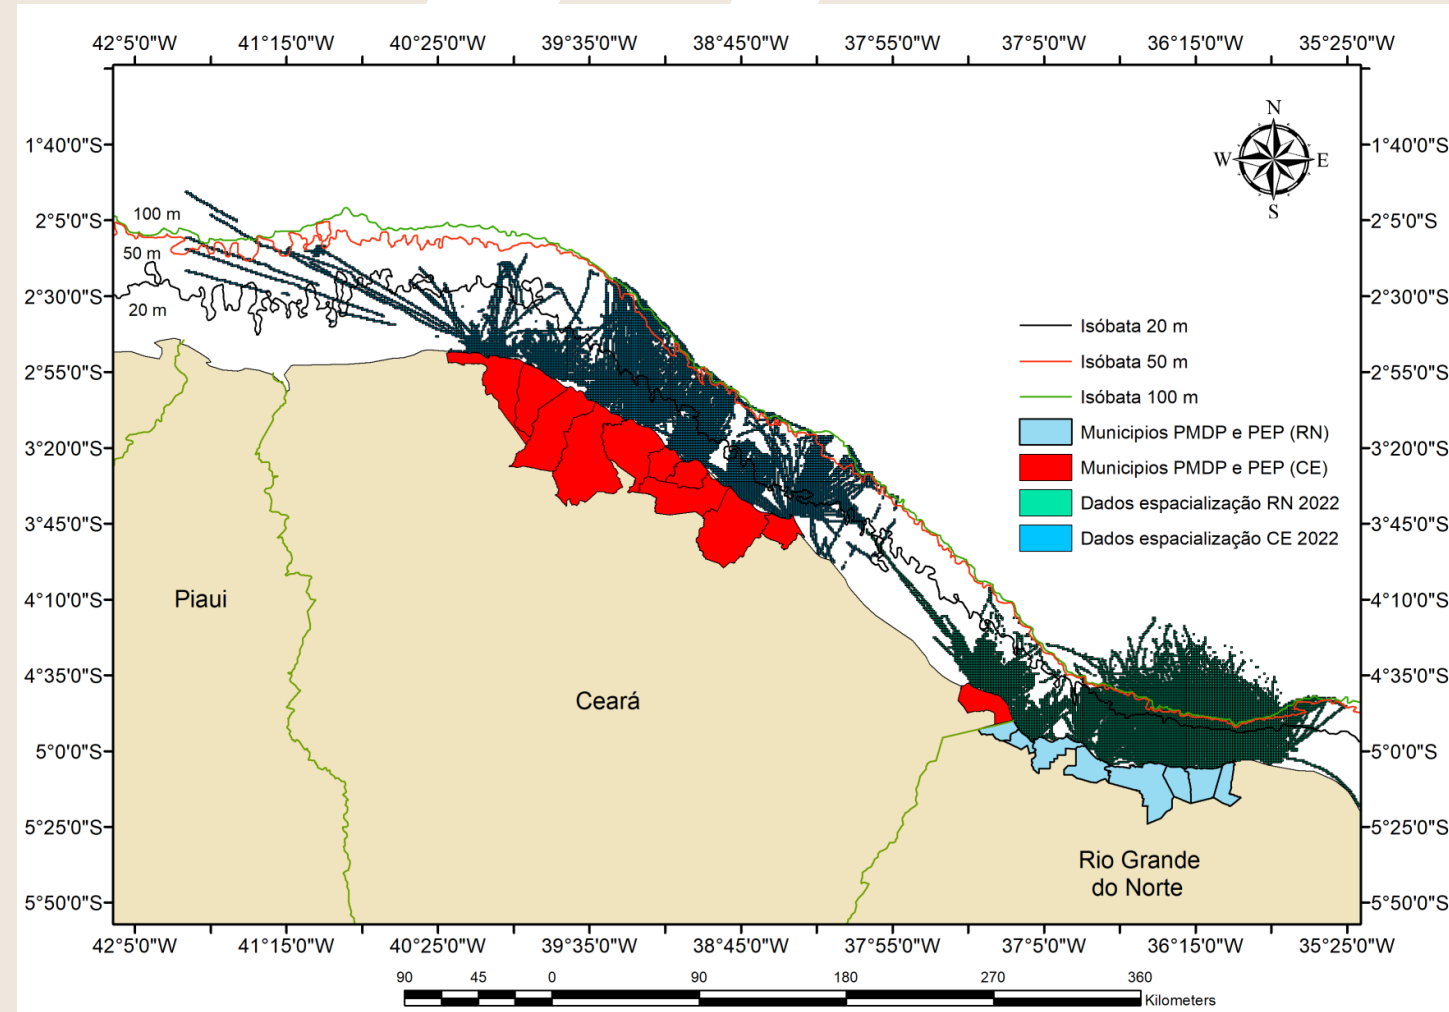 42°5'0"W 41°15'0"W 40°25'0"W 39°35'0"W 38°45'0"W 37°55'0"W 37°5'0"W 36°15'0"W 35°25'0"W
N
1°40'0"S 1°40'0"S
W E
S
2°5'0"S 100 m 2°5'0"S
50 m
2°30'0"S 2°30'0"S
20 m
Isóbata 20 m
Isóbata 50 m
2°55'0"S 2°55'0"S
Isóbata 100 m
Municipios PMDP e PEP (RN)
3°20'0"S 3°20'0"S
Municipios PMDP e PEP (CE)
Dados espacialização RN 2022
3°45'0"S 3°45'0"S
Dados espacialização CE 2022
4°10'0"S Piaui 4°10'0"S
4°35'0"S 4°35'0"S
Ceará
5°0'0"S 5°0'0"S
5°25'0"S 5°25'0"S
Rio Grande
do Norte
5°50'0"S 5°50'0"S
42°5'0"W 41°15'0"W 40°25'0"W 39°35'0"W 38°45'0"W 37°55'0"W 37°5'0"W 36°15'0"W 35°25'0"W
90 45 0 90 180 270 360
Kilometers